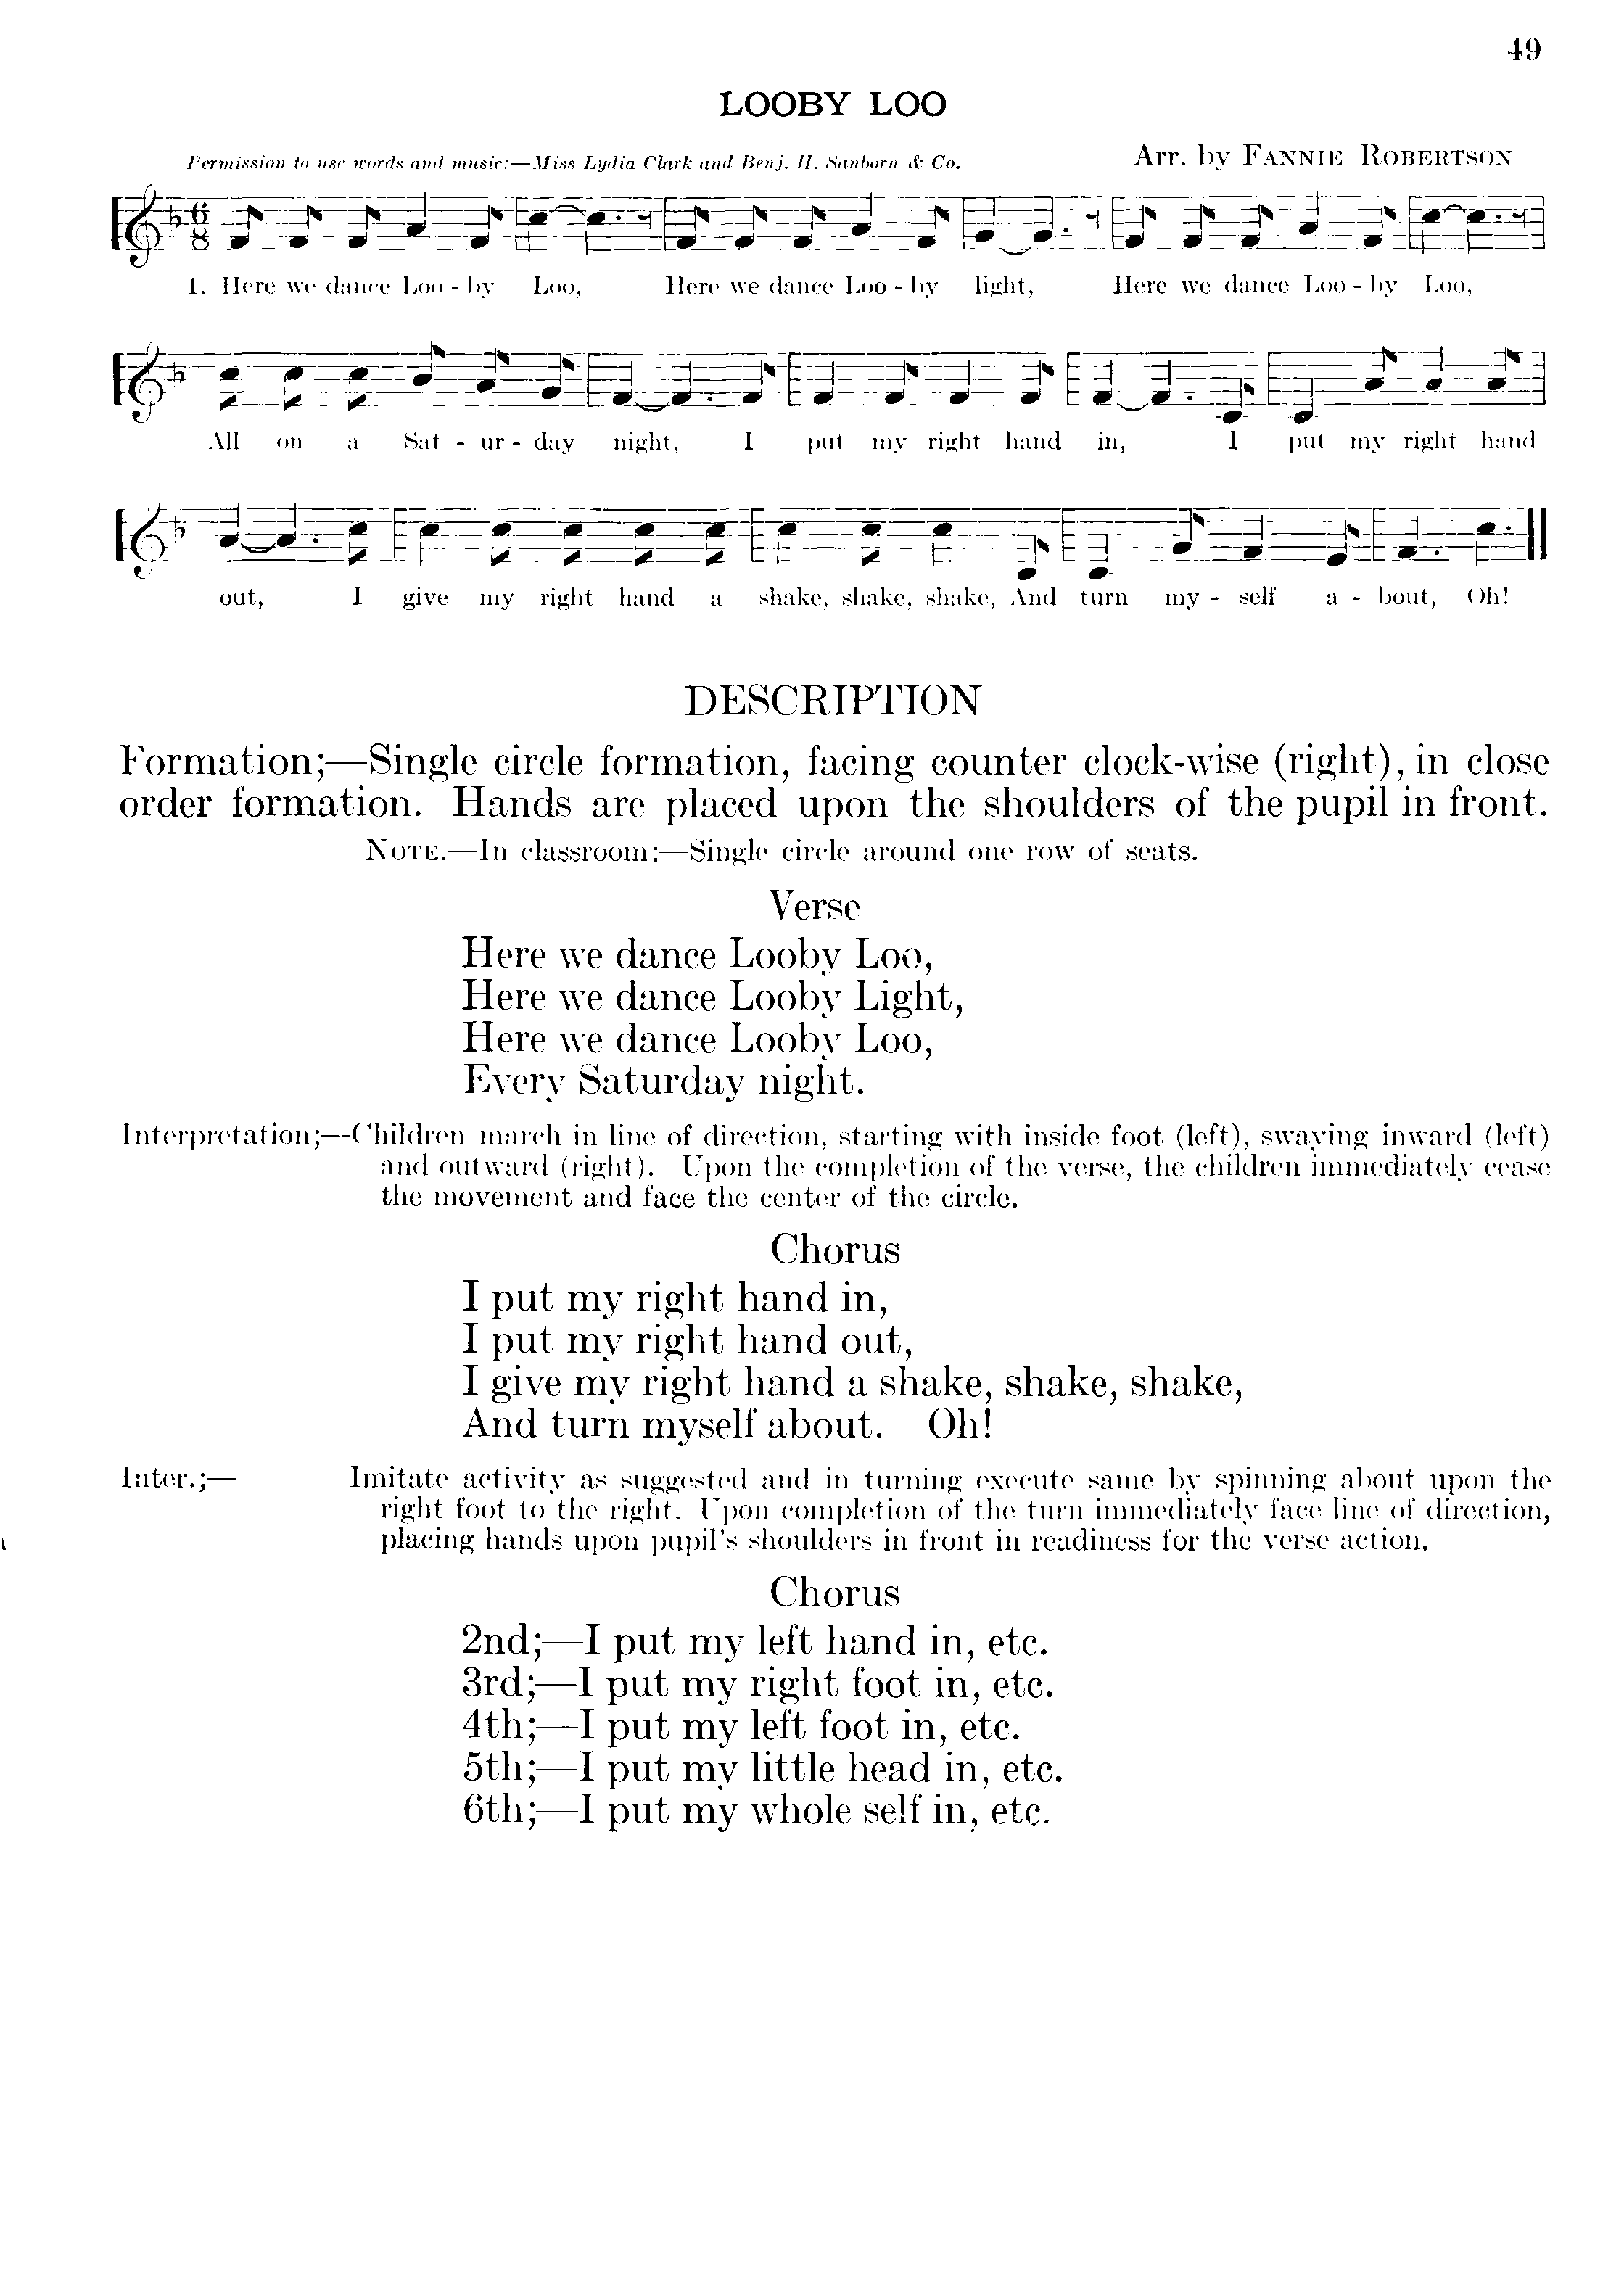 49
LOOBY LOO
Permission to use words and music:—Miss Lydia Clark and Benj. H. Sanborn & Co.
Arr. by FANNIE ROBERTSON
6
8
1. Here we dance Loo - by Loo, Here we dance Loo - by light, Here we dance Loo - by Loo,
All on a Sat - ur - day night, I put my right hand in, I put my right hand
out, I give my right hand a shake, shake, shake, And turn my - self a - bout, Oh!
DESCRIPTION
Formation;—Single circle formation, facing counter clock-wise (right), in close
order formation. Hands are placed upon the shoulders of the pupil in front.
NOTE.—In classroom:—Single circle around one row of seats.
Verse
Here we dance Looby Loo,
Here we dance Looby Light,
Here we dance Looby Loo,
Every Saturday night.
Interpretation;—Children march in line of direction, starting with inside foot (left), swaying inward (left)
and outward (right). Upon the completion of the verse, the children immediately cease
the movement and face the center of the circle.
Chorus
I put my right hand in,
I put my right hand out,
I give my right hand a shake, shake, shake,
And turn myself about. Oh!
Inter.;— Imitate activity as suggested and in turning execute same by spinning about upon the
right foot to the right. Upon completion of the turn immediately face line of direction,
placing hands upon pupil's shoulders in front in readiness for the verse action.
Chorus
2nd;—I put my left hand in, etc.
3rd;—I put my right foot in, etc.
4th;—I put my left foot in, etc.
5th;—I put my little head in, etc.
6th;—I put my whole self in, etc.